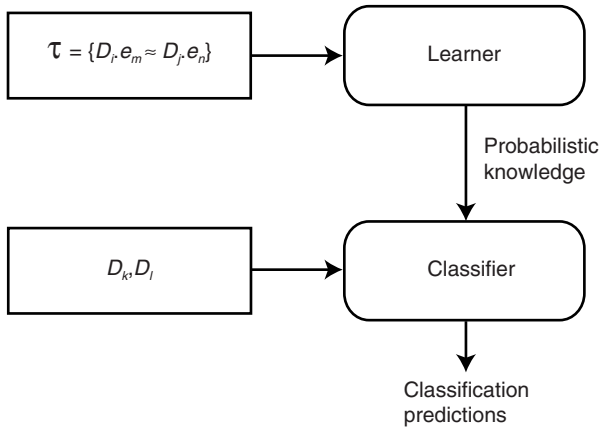 τ = {Dᵢ.eₘ ≈ Dⱼ.eₙ}
Learner
Probabilistic
knowledge
Dₖ,Dₗ
Classifier
Classification
predictions